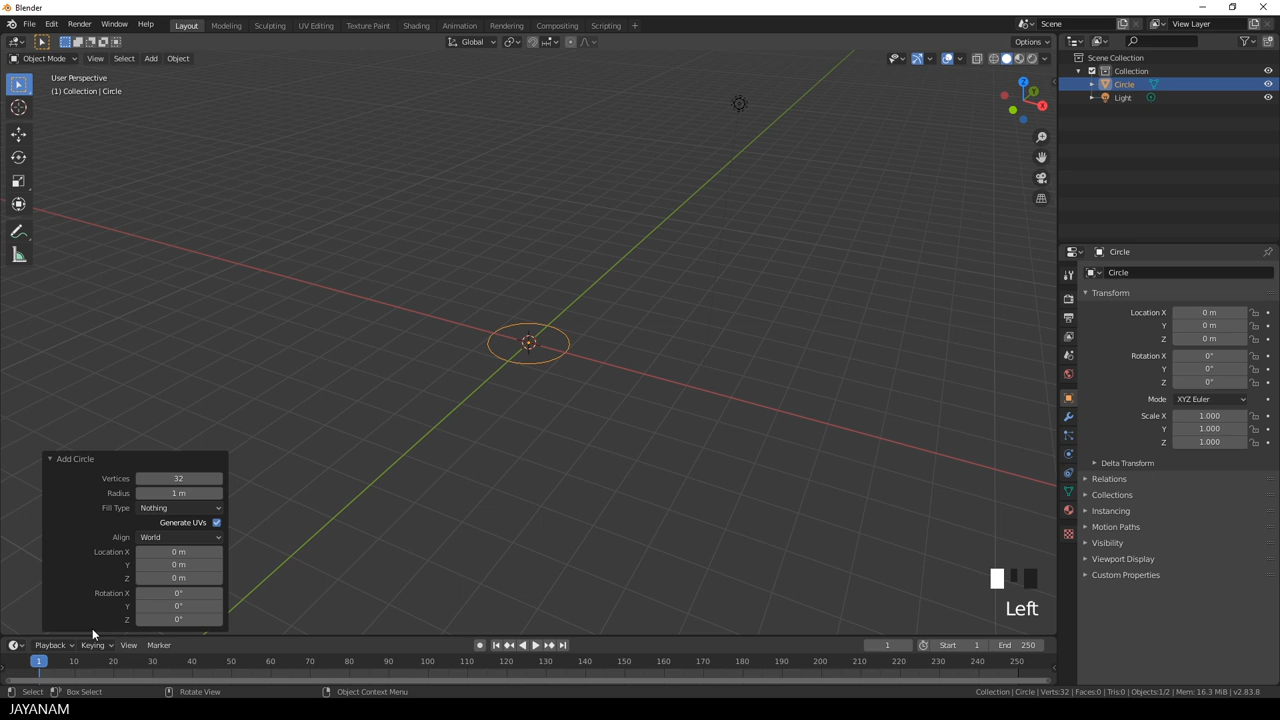 Blender
File Edit Render Window Help Layout Modeling Sculpting UV Editing Texture Paint Shading Animation Rendering Compositing Scripting + Scene View Layer
Global Options
Object Mode View Select Add Object
User Perspective
(1) Collection | Circle
Scene Collection
Collection
Circle
Light
Z
Y
X
Circle
Circle
Transform
Location X 0 m
Y 0 m
Z 0 m
Rotation X 0°
Y 0°
Z 0°
Mode XYZ Euler
Scale X 1.000
Y 1.000
Z 1.000
Delta Transform
Relations
Collections
Instancing
Motion Paths
Visibility
Viewport Display
Custom Properties
Add Circle
Vertices 32
Radius 1 m
Fill Type Nothing
Generate UVs
Align World
Location X 0 m
Y 0 m
Z 0 m
Rotation X 0°
Y 0°
Z 0°
Left
Playback Keying View Marker 1 Start 1 End 250
1 10 20 30 40 50 60 70 80 90 100 110 120 130 140 150 160 170 180 190 200 210 220 230 240 250
Select Box Select Rotate View Object Context Menu Collection | Circle | Verts:32 | Faces:0 | Tris:0 | Objects:1/2 | Mem: 16.3 MiB | v2.83.8
JAYANAM